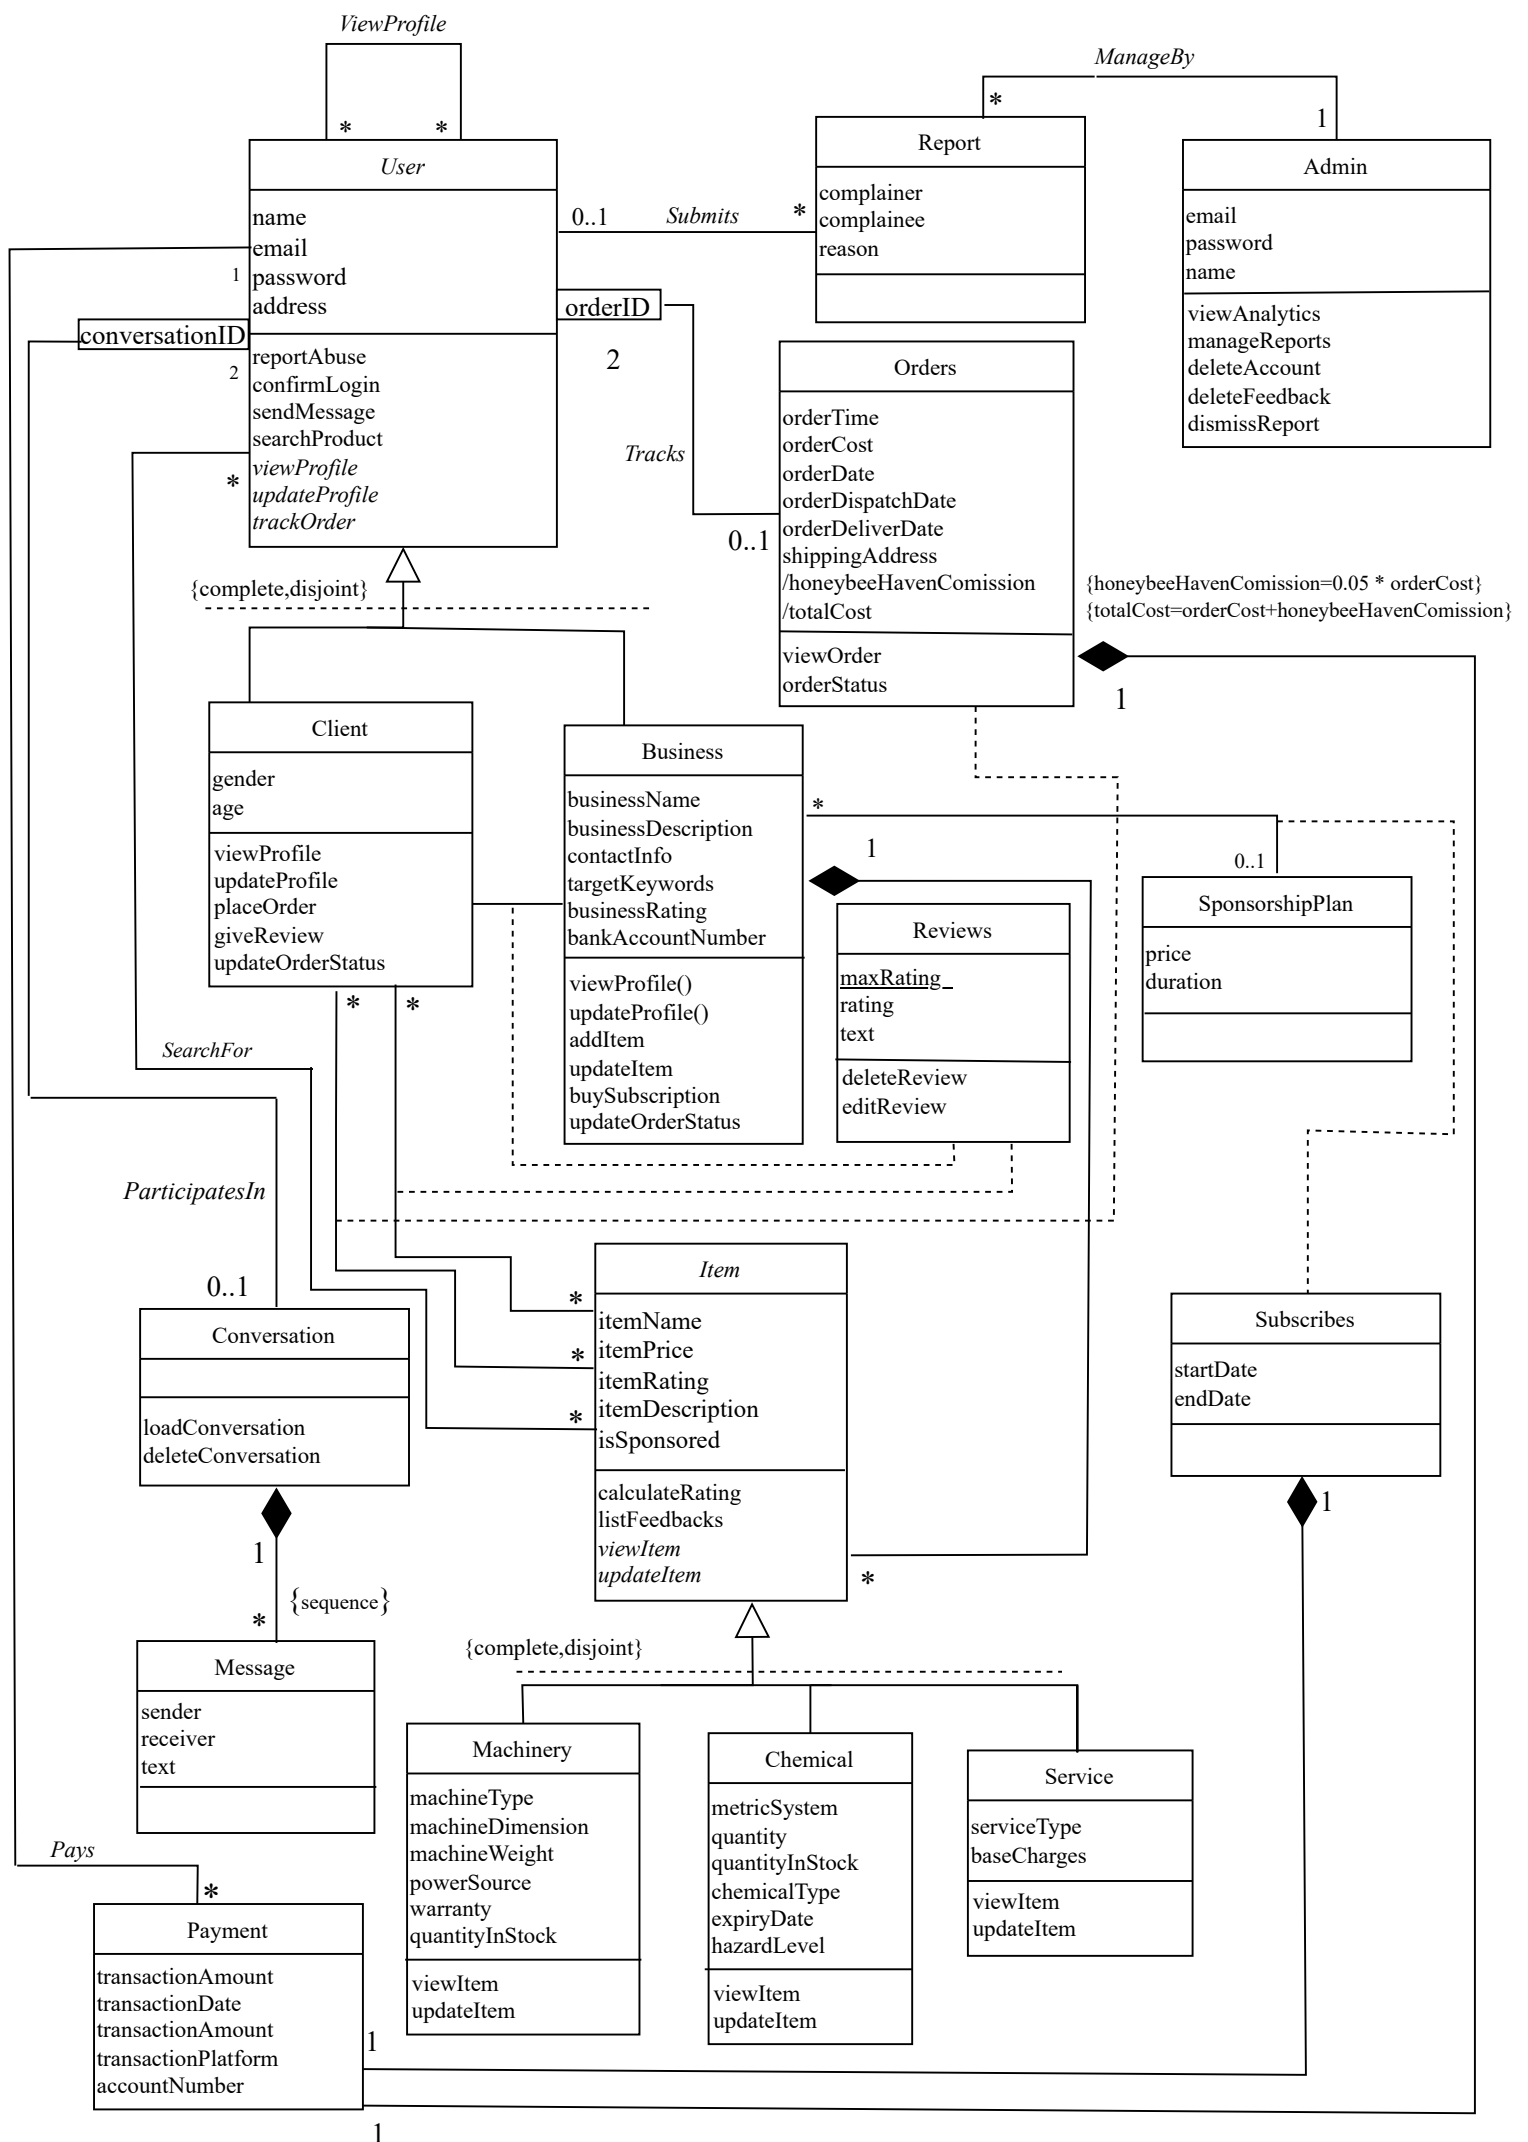 ViewProfile
*
*
User
name
email
password
address
reportAbuse
confirmLogin
sendMessage
searchProduct
viewProfile
updateProfile
trackOrder
1
conversationID
2
*
0..1
Submits
*
orderID
2
Tracks
0..1
ManageBy
*
1
Report
complainer
complainee
reason
Admin
email
password
name
viewAnalytics
manageReports
deleteAccount
deleteFeedback
dismissReport
Orders
orderTime
orderCost
orderDate
orderDispatchDate
orderDeliverDate
shippingAddress
/honeybeeHavenComission
/totalCost
viewOrder
orderStatus
{honeybeeHavenComission=0.05 * orderCost}
{totalCost=orderCost+honeybeeHavenComission}
1
{complete,disjoint}
Client
gender
age
viewProfile
updateProfile
placeOrder
giveReview
updateOrderStatus
*
*
Business
businessName
businessDescription
contactInfo
targetKeywords
businessRating
bankAccountNumber
viewProfile()
updateProfile()
addItem
updateItem
buySubscription
updateOrderStatus
*
1
0..1
Reviews
maxRating
rating
text
deleteReview
editReview
SponsorshipPlan
price
duration
SearchFor
ParticipatesIn
0..1
Conversation
loadConversation
deleteConversation
1
{sequence}
*
Message
sender
receiver
text
*
*
*
Item
itemName
itemPrice
itemRating
itemDescription
isSponsored
calculateRating
listFeedbacks
viewItem
updateItem
*
Subscribes
startDate
endDate
1
{complete,disjoint}
Machinery
machineType
machineDimension
machineWeight
powerSource
warranty
quantityInStock
viewItem
updateItem
Chemical
metricSystem
quantity
quantityInStock
chemicalType
expiryDate
hazardLevel
viewItem
updateItem
Service
serviceType
baseCharges
viewItem
updateItem
Pays
*
Payment
transactionAmount
transactionDate
transactionAmount
transactionPlatform
accountNumber
1
1